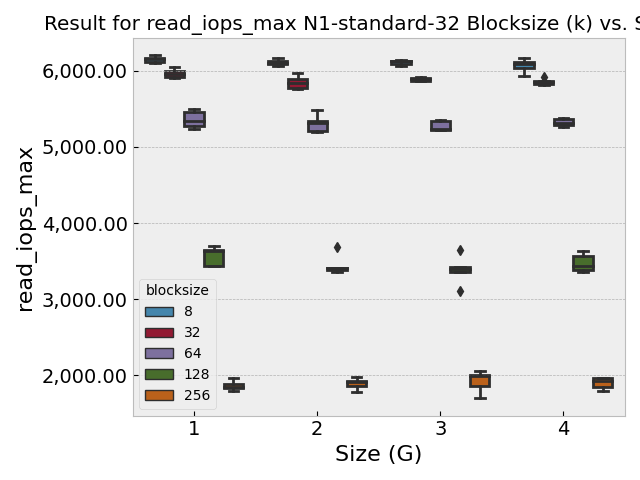 Result for read_iops_max N1-standard-32 Blocksize (k) vs. S
6,000.00
5,000.00
4,000.00
3,000.00
2,000.00
read_iops_max
blocksize
8
32
64
128
256
1 2 3 4
Size (G)